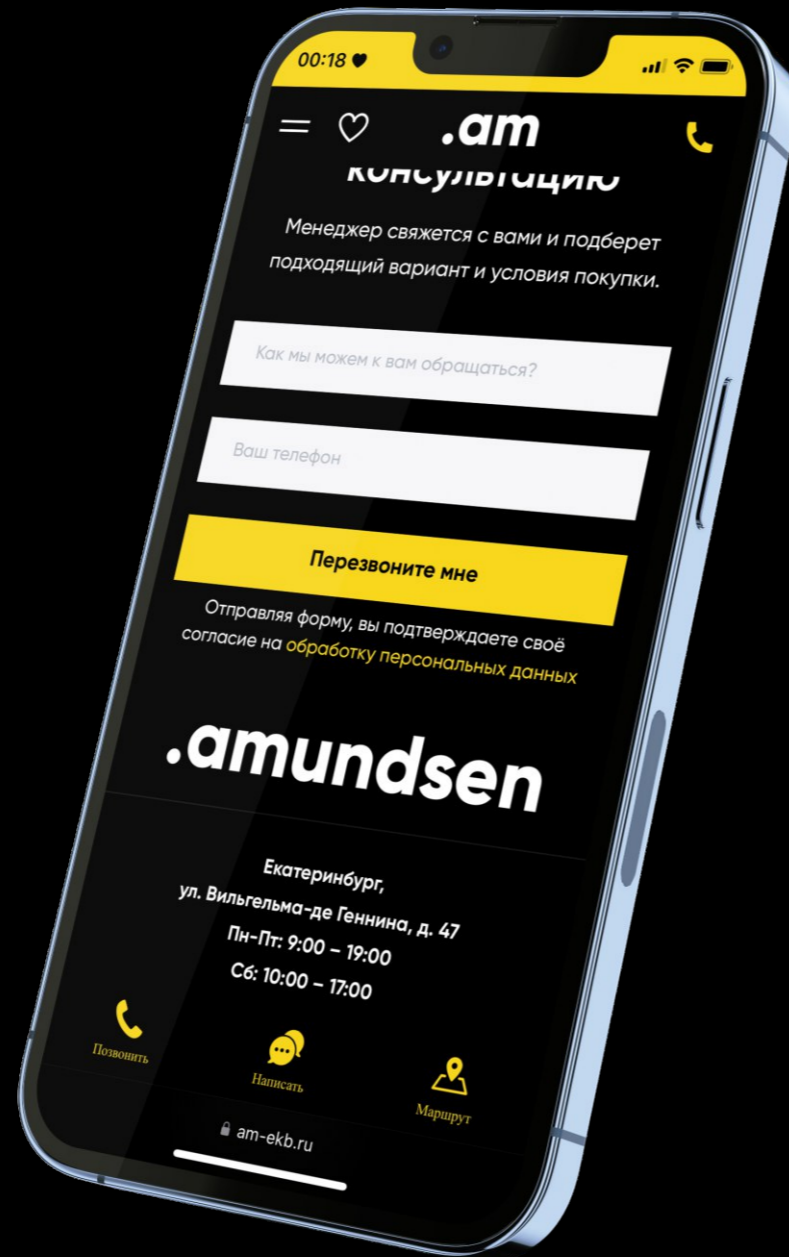 00:18
.am
консультацию
Менеджер свяжется с вами и подберет
подходящий вариант и условия покупки.
Как мы можем к вам обращаться?
Ваш телефон
Перезвоните мне
Отправляя форму, вы подтверждаете своё
согласие на обработку персональных данных
.amundsen
Екатеринбург,
ул. Вильгельма-де Геннина, д. 47
Пн-Пт: 9:00 – 19:00
Сб: 10:00 – 17:00
Позвонить
Написать
Маршрут
am-ekb.ru